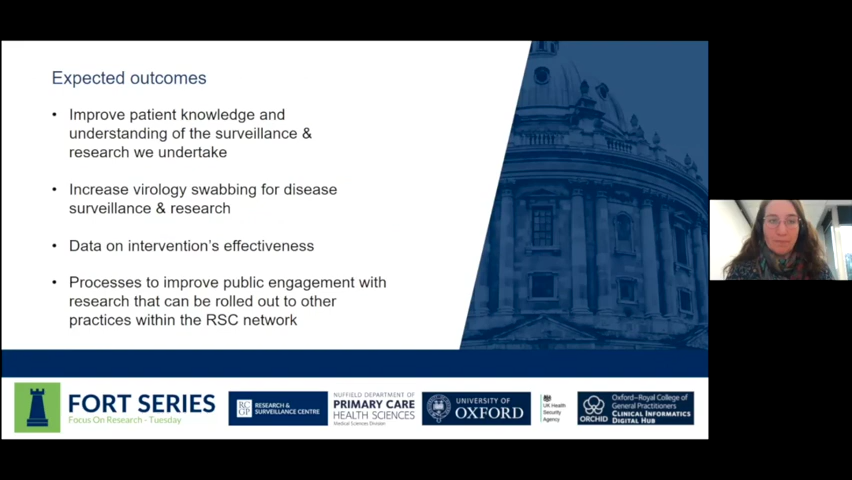 Expected outcomes
• Improve patient knowledge and
understanding of the surveillance &
research we undertake
• Increase virology swabbing for disease
surveillance & research
• Data on intervention's effectiveness
• Processes to improve public engagement with
research that can be rolled out to other
practices within the RSC network
FORT SERIES
Focus On Research - Tuesday
RC
GP
RESEARCH &
SURVEILLANCE CENTRE
NUFFIELD DEPARTMENT OF
PRIMARY CARE
HEALTH SCIENCES
Medical Sciences Division
UNIVERSITY OF
OXFORD
UK Health
Security
Agency
ORCHID
Oxford-Royal College of
General Practitioners
CLINICAL INFORMATICS
DIGITAL HUB